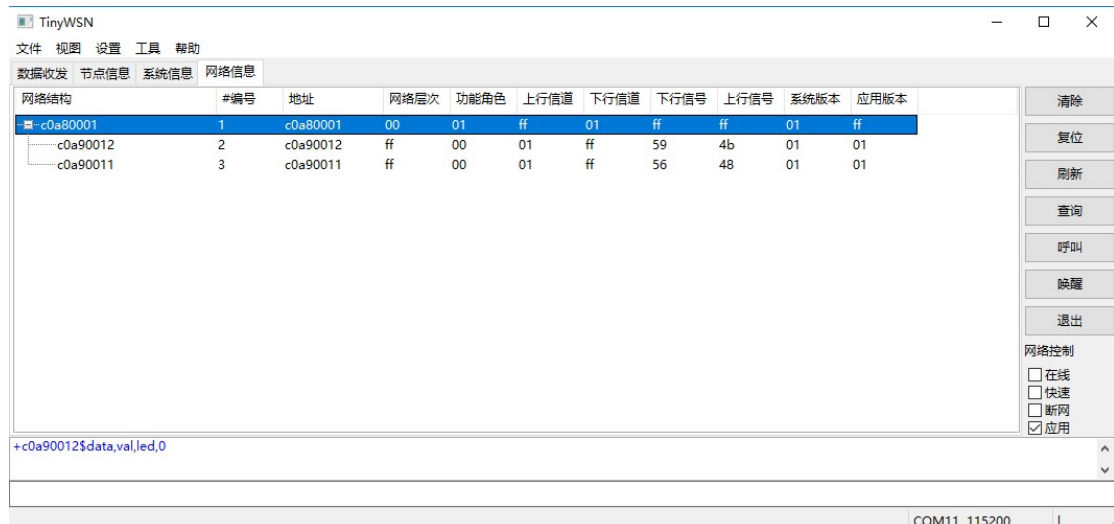 TinyWSN
文件 视图 设置 工具 帮助
数据收发 节点信息 系统信息 网络信息
网络结构 #编号 地址 网络层次 功能角色 上行信道 下行信道 下行信号 上行信号 系统版本 应用版本
c0a80001 1 c0a80001 00 01 ff 01 ff ff 01 ff
c0a90012 2 c0a90012 ff 00 01 ff 59 4b 01 01
c0a90011 3 c0a90011 ff 00 01 ff 56 48 01 01
清除
复位
刷新
查询
呼叫
唤醒
退出
网络控制
在线
快速
断网
应用
+c0a90012$data,val,led,0
COM11, 115200